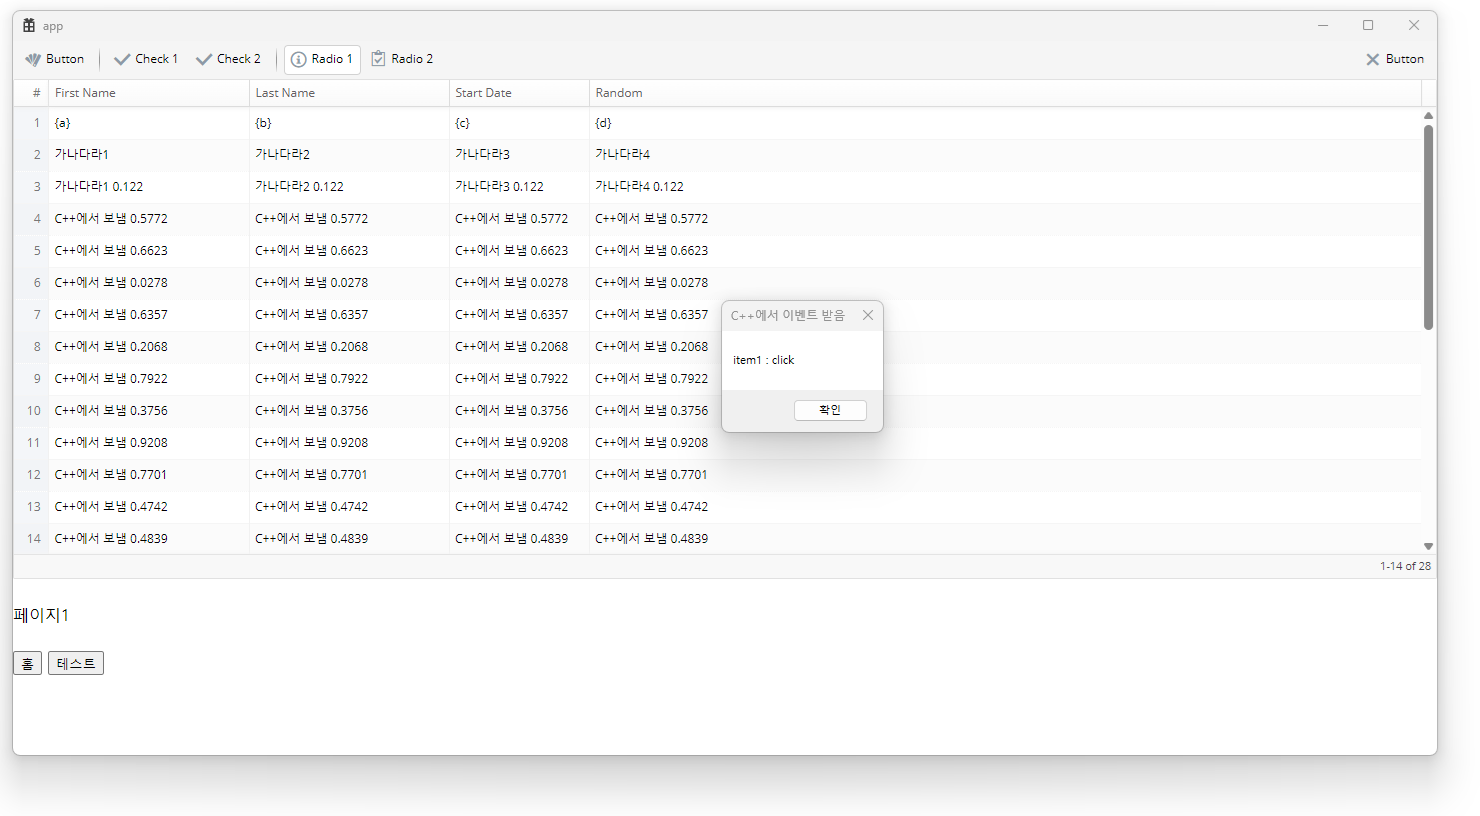 app
Button Check 1 Check 2 Radio 1 Radio 2 Button
# First Name Last Name Start Date Random
1 {a} {b} {c} {d}
2 가나다라1 가나다라2 가나다라3 가나다라4
3 가나다라1 0.122 가나다라2 0.122 가나다라3 0.122 가나다라4 0.122
4 C++에서 보냄 0.5772 C++에서 보냄 0.5772 C++에서 보냄 0.5772 C++에서 보냄 0.5772
5 C++에서 보냄 0.6623 C++에서 보냄 0.6623 C++에서 보냄 0.6623 C++에서 보냄 0.6623
6 C++에서 보냄 0.0278 C++에서 보냄 0.0278 C++에서 보냄 0.0278 C++에서 보냄 0.0278
7 C++에서 보냄 0.6357 C++에서 보냄 0.6357 C++에서 보냄 0.6357 C++에서 보냄 0.6357
8 C++에서 보냄 0.2068 C++에서 보냄 0.2068 C++에서 보냄 0.2068 C++에서 보냄 0.2068
9 C++에서 보냄 0.7922 C++에서 보냄 0.7922 C++에서 보냄 0.7922 C++에서 보냄 0.7922
10 C++에서 보냄 0.3756 C++에서 보냄 0.3756 C++에서 보냄 0.3756 C++에서 보냄 0.3756
11 C++에서 보냄 0.9208 C++에서 보냄 0.9208 C++에서 보냄 0.9208 C++에서 보냄 0.9208
12 C++에서 보냄 0.7701 C++에서 보냄 0.7701 C++에서 보냄 0.7701 C++에서 보냄 0.7701
13 C++에서 보냄 0.4742 C++에서 보냄 0.4742 C++에서 보냄 0.4742 C++에서 보냄 0.4742
14 C++에서 보냄 0.4839 C++에서 보냄 0.4839 C++에서 보냄 0.4839 C++에서 보냄 0.4839
1-14 of 28
C++에서 이벤트 받음
item1 : click
확인
페이지1
홈 테스트